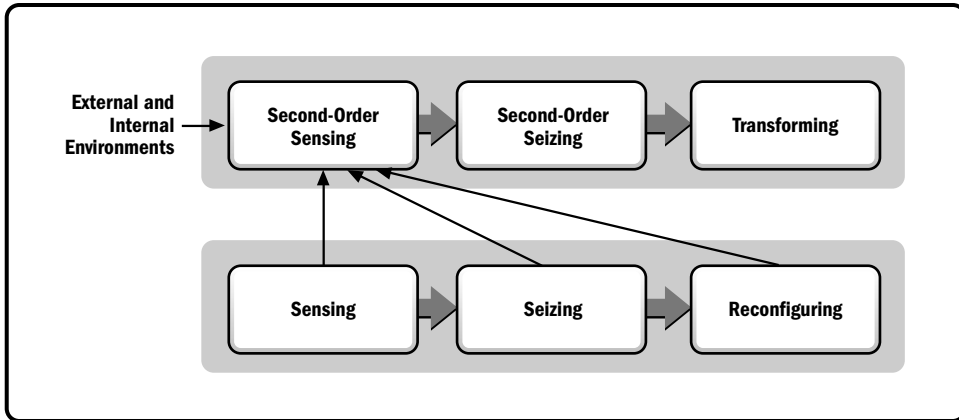 External and
Internal
Environments
Second-Order
Sensing
Second-Order
Seizing
Transforming
Sensing
Seizing
Reconfiguring